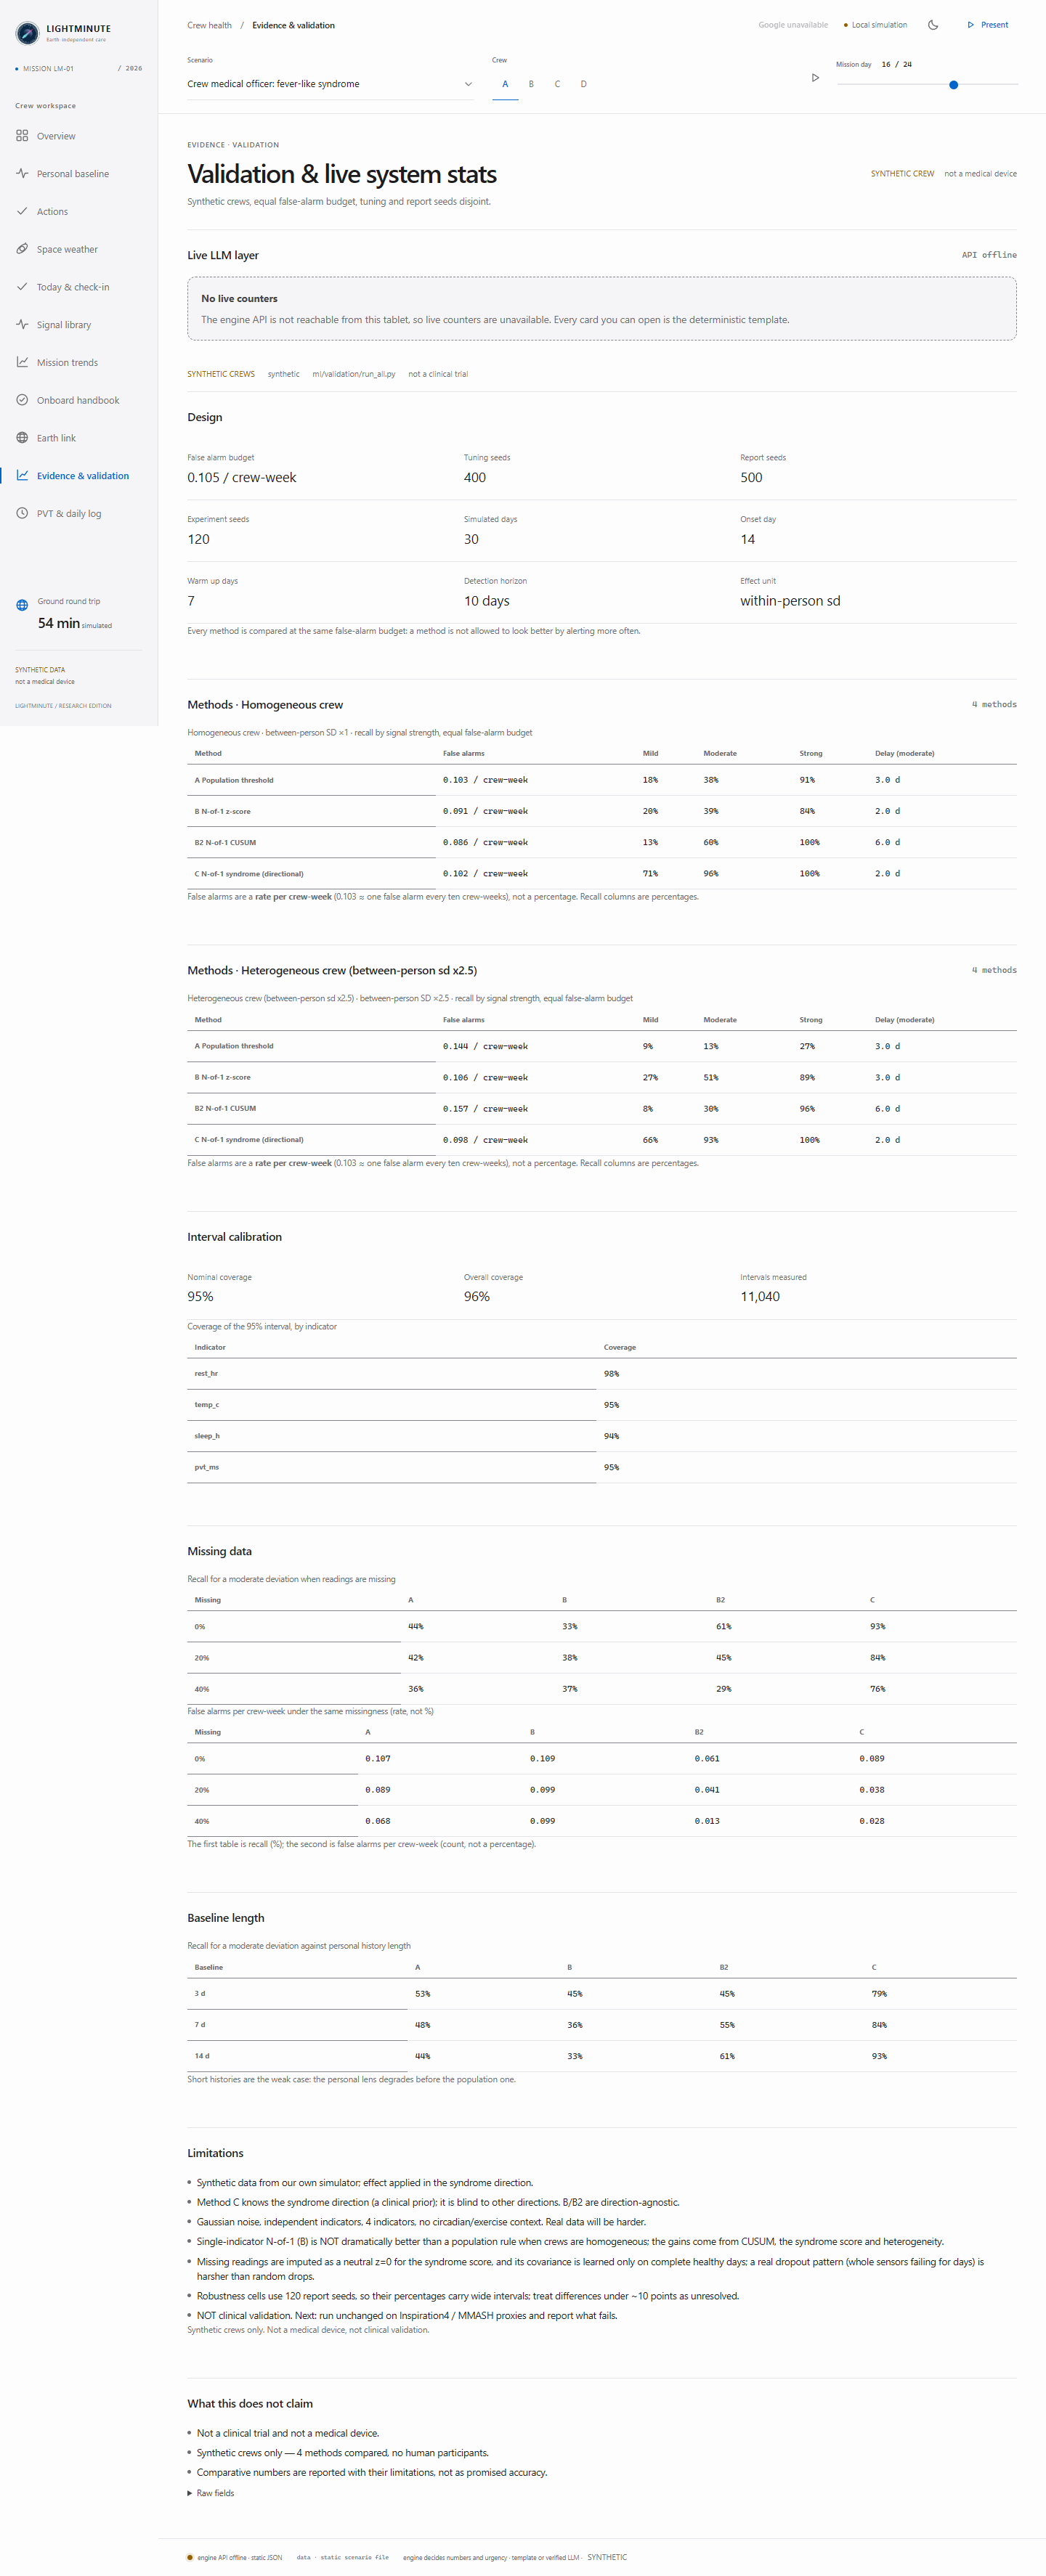 LIGHTMINUTE
Earth-independent care
MISSION LM-01 / 2026
Crew workspace
Overview
Personal baseline
Actions
Space weather
Today & check-in
Signal library
Mission trends
Onboard handbook
Earth link
Evidence & validation
PVT & daily log
Ground round trip
54 min simulated
SYNTHETIC DATA
not a medical device
LIGHTMINUTE / RESEARCH EDITION
Crew health / Evidence & validation
Google unavailable Local simulation Present
Scenario
Crew medical officer: fever-like syndrome
Crew
A B C D
Mission day 16 / 24
EVIDENCE · VALIDATION
Validation & live system stats
SYNTHETIC CREW not a medical device
Synthetic crews, equal false-alarm budget, tuning and report seeds disjoint.
Live LLM layer API offline
No live counters
The engine API is not reachable from this tablet, so live counters are unavailable. Every card you can open is the deterministic template.
SYNTHETIC CREWS synthetic ml/validation/run_all.py not a clinical trial
Design
False alarm budget Tuning seeds Report seeds
0.105 / crew-week 400 500
Experiment seeds Simulated days Onset day
120 30 14
Warm up days Detection horizon Effect unit
7 10 days within-person sd
Every method is compared at the same false-alarm budget: a method is not allowed to look better by alerting more often.
Methods · Homogeneous crew 4 methods
Homogeneous crew · between-person SD ×1 · recall by signal strength, equal false-alarm budget
Method False alarms Mild Moderate Strong Delay (moderate)
A Population threshold 0.103 / crew-week 18% 38% 91% 3.0 d
B N-of-1 z-score 0.091 / crew-week 20% 39% 84% 2.0 d
B2 N-of-1 CUSUM 0.086 / crew-week 13% 60% 100% 6.0 d
C N-of-1 syndrome (directional) 0.102 / crew-week 71% 96% 100% 2.0 d
False alarms are a rate per crew-week (0.103 ≈ one false alarm every ten crew-weeks), not a percentage. Recall columns are percentages.
Methods · Heterogeneous crew (between-person sd x2.5) 4 methods
Heterogeneous crew (between-person sd x2.5) · between-person SD ×2.5 · recall by signal strength, equal false-alarm budget
Method False alarms Mild Moderate Strong Delay (moderate)
A Population threshold 0.144 / crew-week 9% 13% 27% 3.0 d
B N-of-1 z-score 0.106 / crew-week 27% 51% 89% 3.0 d
B2 N-of-1 CUSUM 0.157 / crew-week 8% 30% 96% 6.0 d
C N-of-1 syndrome (directional) 0.098 / crew-week 66% 93% 100% 2.0 d
False alarms are a rate per crew-week (0.103 ≈ one false alarm every ten crew-weeks), not a percentage. Recall columns are percentages.
Interval calibration
Nominal coverage Overall coverage Intervals measured
95% 96% 11,040
Coverage of the 95% interval, by indicator
Indicator Coverage
rest_hr 98%
temp_c 95%
sleep_h 94%
pvt_ms 95%
Missing data
Recall for a moderate deviation when readings are missing
Missing A B B2 C
0% 44% 33% 61% 93%
20% 42% 38% 45% 84%
40% 36% 37% 29% 76%
False alarms per crew-week under the same missingness (rate, not %)
Missing A B B2 C
0% 0.107 0.109 0.061 0.089
20% 0.089 0.099 0.041 0.038
40% 0.068 0.099 0.013 0.028
The first table is recall (%); the second is false alarms per crew-week (count, not a percentage).
Baseline length
Recall for a moderate deviation against personal history length
Baseline A B B2 C
3 d 53% 45% 45% 79%
7 d 48% 36% 55% 84%
14 d 44% 33% 61% 93%
Short histories are the weak case: the personal lens degrades before the population one.
Limitations
Synthetic data from our own simulator; effect applied in the syndrome direction.
Method C knows the syndrome direction (a clinical prior); it is blind to other directions. B/B2 are direction-agnostic.
Gaussian noise, independent indicators, 4 indicators, no circadian/exercise context. Real data will be harder.
Single-indicator N-of-1 (B) is NOT dramatically better than a population rule when crews are homogeneous; the gains come from CUSUM, the syndrome score and heterogeneity.
Missing readings are imputed as a neutral z=0 for the syndrome score, and its covariance is learned only on complete healthy days; a real dropout pattern (whole sensors failing for days) is
harsher than random drops.
Robustness cells use 120 report seeds, so their percentages carry wide intervals; treat differences under ~10 points as unresolved.
NOT clinical validation. Next: run unchanged on Inspiration4 / MMASH proxies and report what fails.
Synthetic crews only. Not a medical device, not clinical validation.
What this does not claim
Not a clinical trial and not a medical device.
Synthetic crews only — 4 methods compared, no human participants.
Comparative numbers are reported with their limitations, not as promised accuracy.
Raw fields
engine API offline · static JSON data · static scenario file engine decides numbers and urgency · template or verified LLM · SYNTHETIC